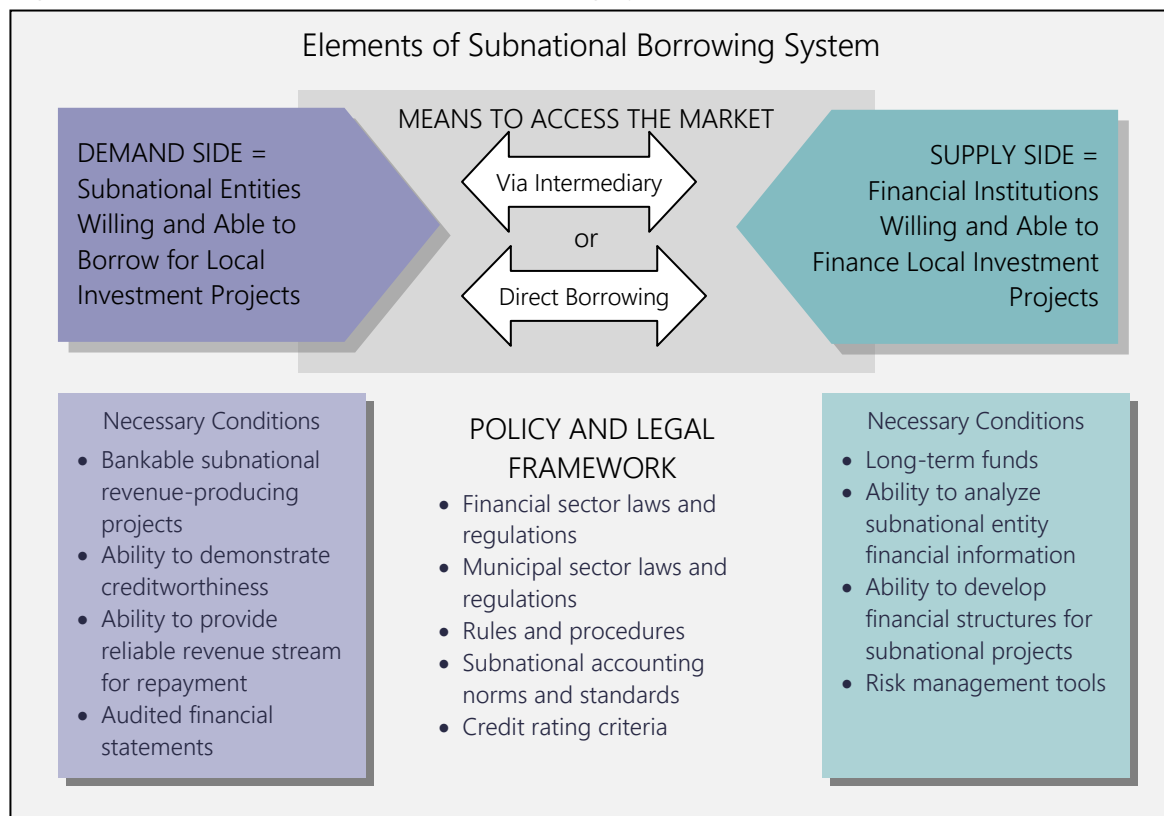 Elements of Subnational Borrowing System
DEMAND SIDE =
Subnational Entities
Willing and Able to
Borrow for Local
Investment Projects
MEANS TO ACCESS THE MARKET
Via Intermediary
or
Direct Borrowing
SUPPLY SIDE =
Financial Institutions
Willing and Able to
Finance Local Investment
Projects
Necessary Conditions
• Bankable subnational
revenue-producing
projects
• Ability to demonstrate
creditworthiness
• Ability to provide
reliable revenue stream
for repayment
• Audited financial
statements
POLICY AND LEGAL
FRAMEWORK
• Financial sector laws and
regulations
• Municipal sector laws and
regulations
• Rules and procedures
• Subnational accounting
norms and standards
• Credit rating criteria
Necessary Conditions
• Long-term funds
• Ability to analyze
subnational entity
financial information
• Ability to develop
financial structures for
subnational projects
• Risk management tools